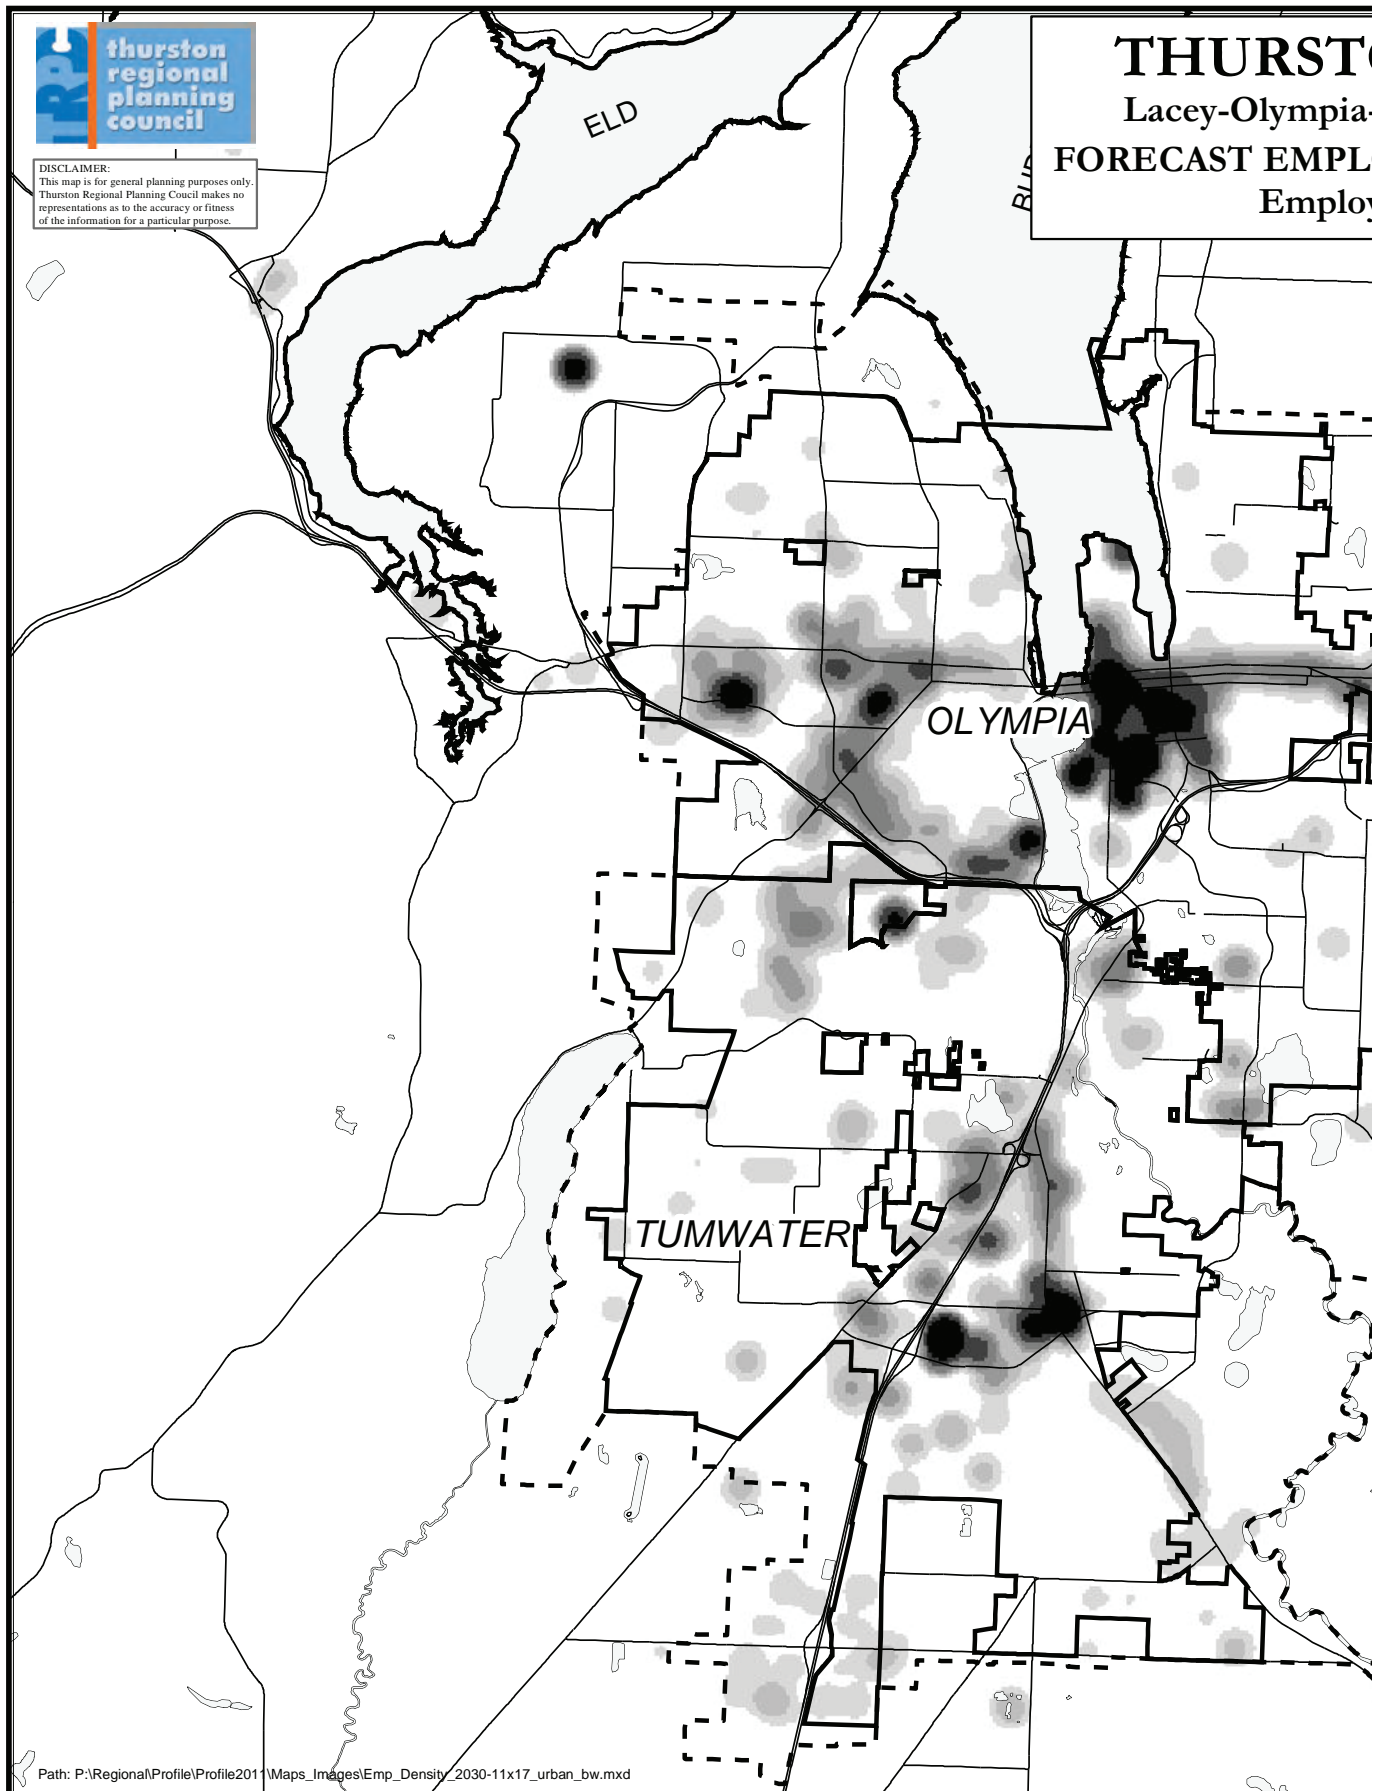 TRPC
thurston
regional
planning
council
DISCLAIMER:
This map is for general planning purposes only.
Thurston Regional Planning Coucil makes no
representations as to the accuracy or fitness
of the information for a particular purpose.
THURST
Lacey-Olympia-
FORECAST EMPL
Employ
ELD
OLYMPIA
TUMWATER
Path: P:\Regional\Profile\Profile2011\Maps_Images\Emp_Density_2030-11x17_urban_bw.mxd